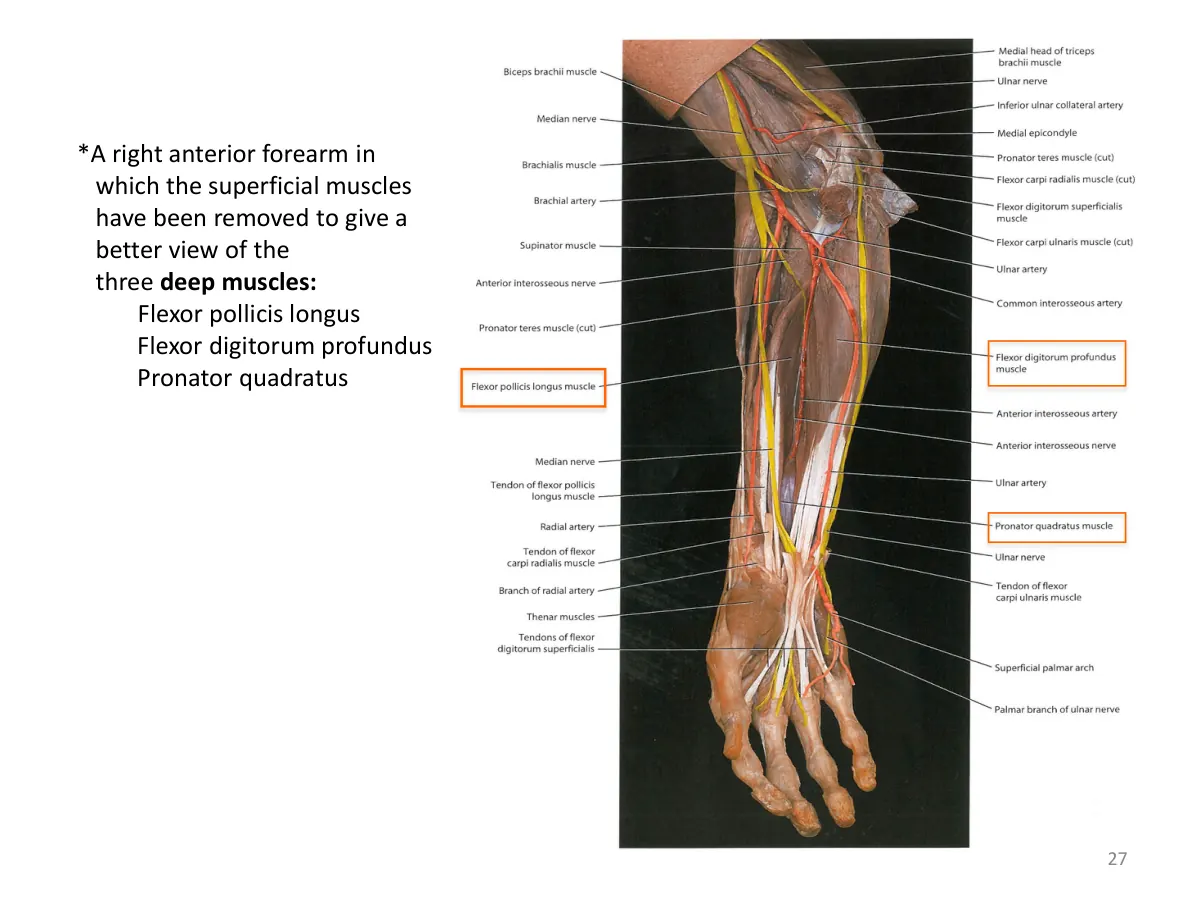 *A right anterior forearm in
which the superficial muscles
have been removed to give a
better view of the
three deep muscles:
Flexor pollicis longus
Flexor digitorum profundus
Pronator quadratus
Biceps brachii muscle
Median nerve
Brachialis muscle
Brachial artery
Supinator muscle
Anterior interosseous nerve
Pronator teres muscle (cut)
Flexor pollicis longus muscle
Median nerve
Tendon of flexor pollicis
longus muscle
Radial artery
Tendon of flexor
carpi radialis muscle
Branch of radial artery
Thenar muscles
Tendons of flexor
digitorum superficialis
Medial head of triceps
brachii muscle
Ulnar nerve
Inferior ulnar collateral artery
Medial epicondyle
Pronator teres muscle (cut)
Flexor carpi radialis muscle (cut)
Flexor digitorum superficialis
muscle
Flexor carpi ulnaris muscle (cut)
Ulnar artery
Common interosseous artery
Flexor digitorum profundus
muscle
Anterior interosseous artery
Anterior interosseous nerve
Ulnar artery
Pronator quadratus muscle
Ulnar nerve
Tendon of flexor
carpi ulnaris muscle
Superficial palmar arch
Palmar branch of ulnar nerve
27